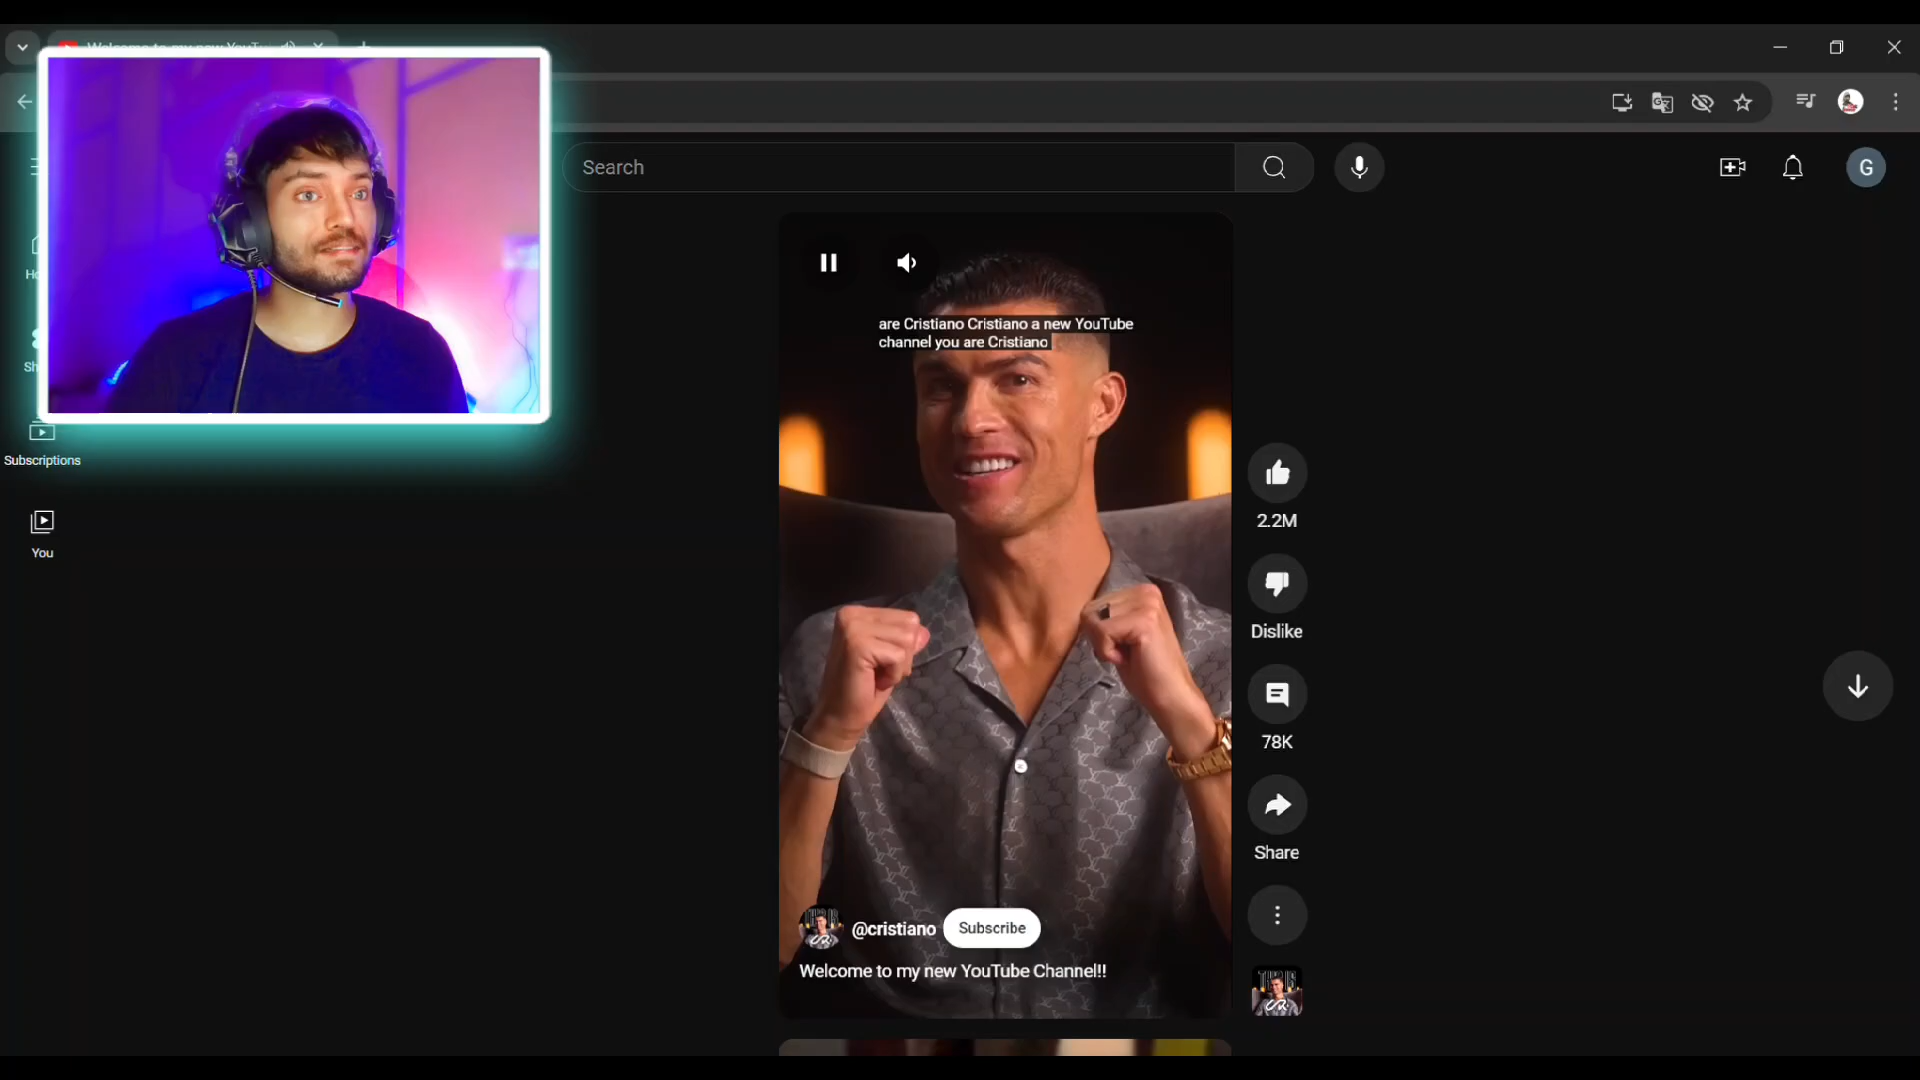 Search
G
are Cristiano Cristiano a new YouTube
channel you are Cristiano
Subscriptions
You
2.2M
Dislike
78K
Share
@cristiano
Subscribe
Welcome to my new YouTube Channel!!